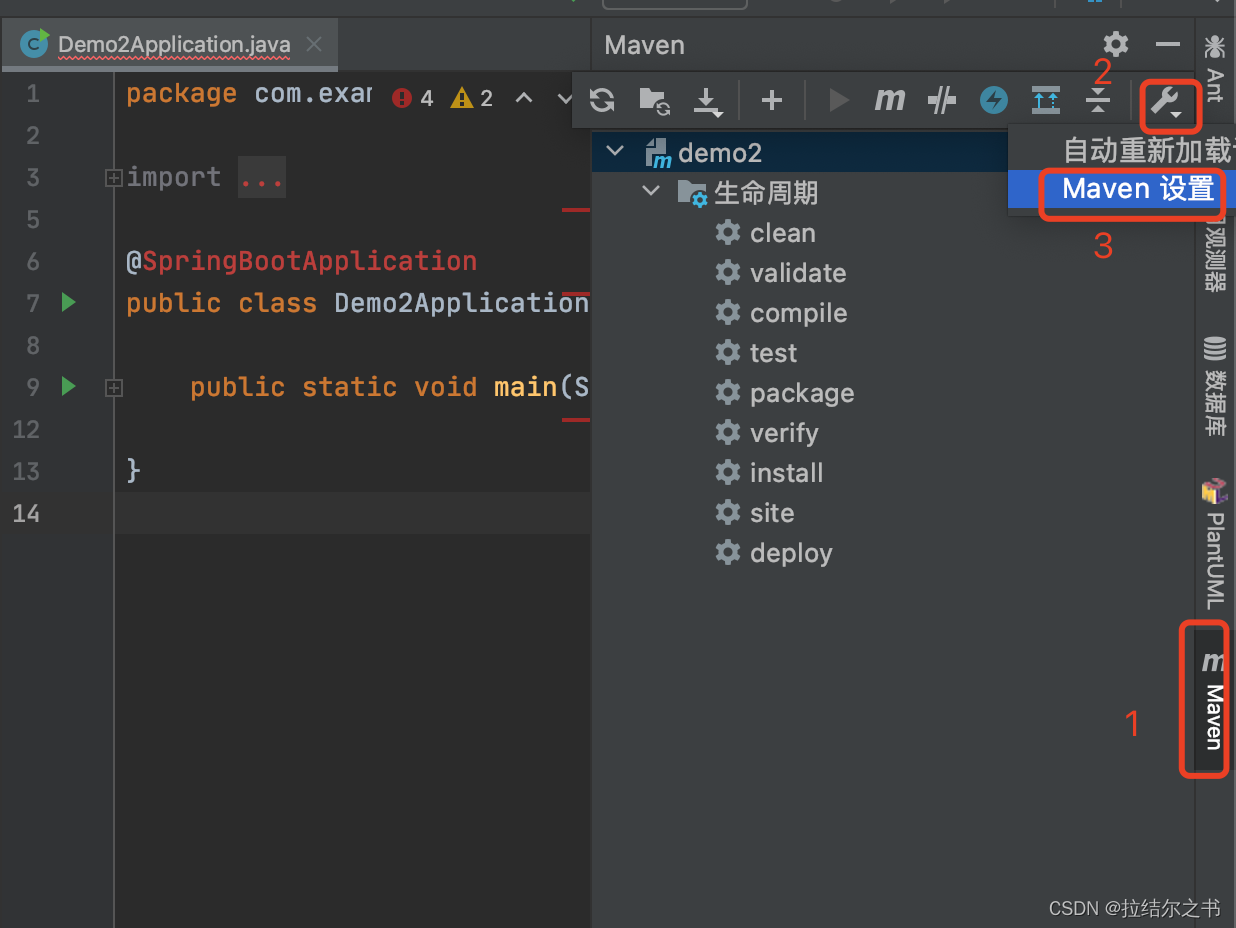 Demo2Application.java
Maven
4 2
1 package com.exar
2
3 import ...
5
6 @SpringBootApplication
7 public class Demo2Application
8
9 public static void main(S
12
13 }
14
m
demo2
生命周期
clean
validate
compile
test
package
verify
install
site
deploy
2
自动重新加载
Maven 设置
3
1
Ant
观测器
数据库
PlantUML
m Maven
CSDN @拉结尔之书